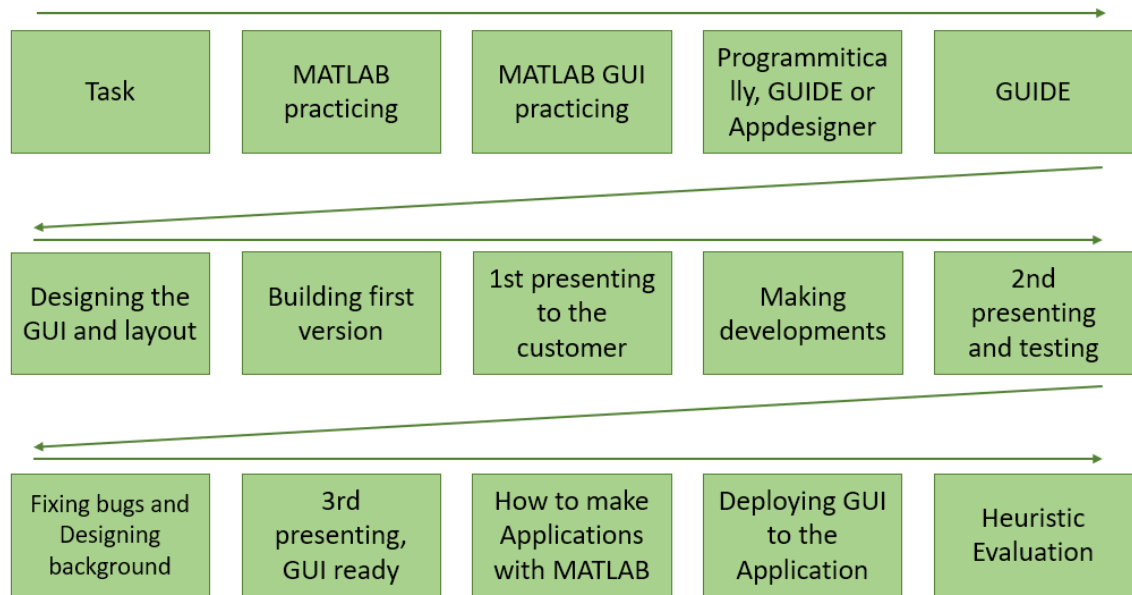 Task
MATLAB
practicing
MATLAB GUI
practicing
Programmitica
lly, GUIDE or
Appdesigner
GUIDE
Designing the
GUI and layout
Building first
version
1st presenting
to the
customer
Making
developments
2nd
presenting
and testing
Fixing bugs and
Designing
background
3rd
presenting,
GUI ready
How to make
Applications
with MATLAB
Deploying GUI
to the
Application
Heuristic
Evaluation